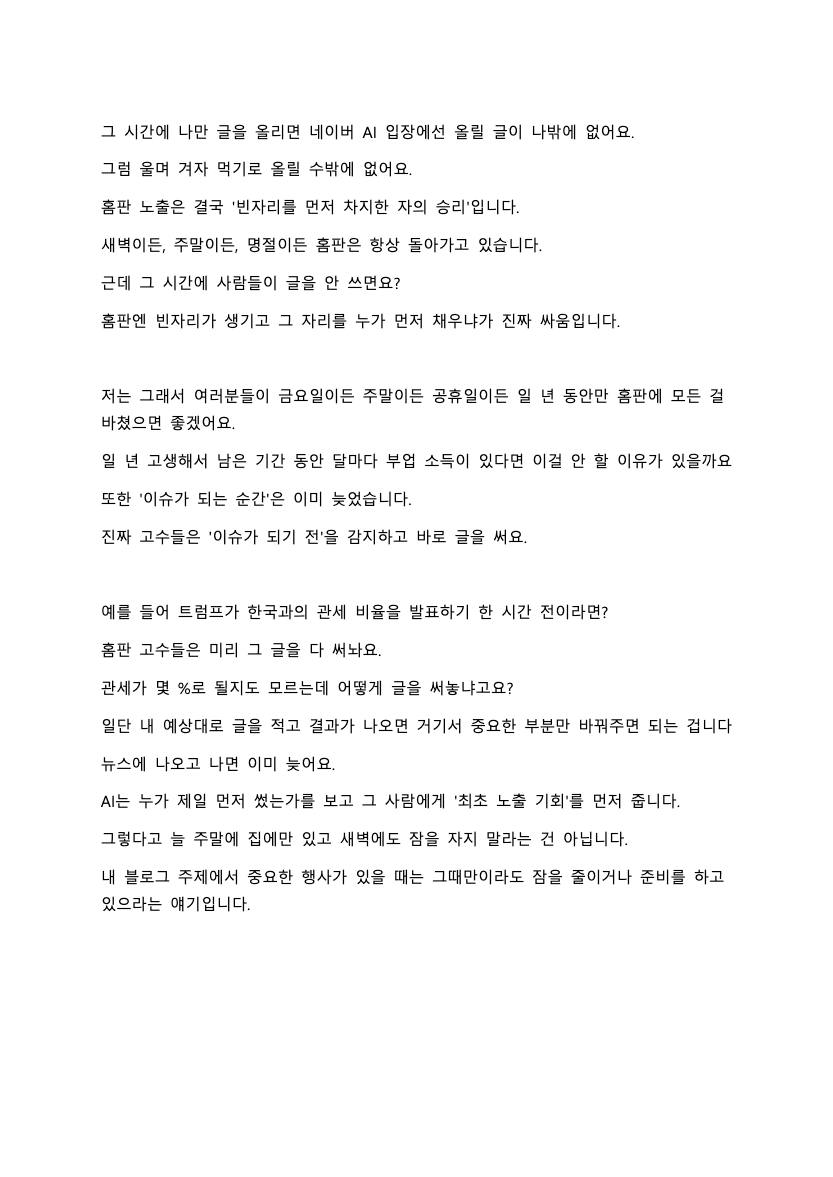 그 시간에 나만 글을 올리면 네이버 AI 입장에선 올릴 글이 나밖에 없어요.
그럼 울며 겨자 먹기로 올릴 수밖에 없어요.
홈판 노출은 결국 '빈자리를 먼저 차지한 자의 승리'입니다.
새벽이든, 주말이든, 명절이든 홈판은 항상 돌아가고 있습니다.
근데 그 시간에 사람들이 글을 안 쓰면요?
홈판엔 빈자리가 생기고 그 자리를 누가 먼저 채우냐가 진짜 싸움입니다.
저는 그래서 여러분들이 금요일이든 주말이든 공휴일이든 일 년 동안만 홈판에 모든 걸
바쳤으면 좋겠어요.
일 년 고생해서 남은 기간 동안 달마다 부업 소득이 있다면 이걸 안 할 이유가 있을까요
또한 '이슈가 되는 순간'은 이미 늦었습니다.
진짜 고수들은 '이슈가 되기 전'을 감지하고 바로 글을 써요.
예를 들어 트럼프가 한국과의 관세 비율을 발표하기 한 시간 전이라면?
홈판 고수들은 미리 그 글을 다 써놔요.
관세가 몇 %로 될지도 모르는데 어떻게 글을 써놓냐고요?
일단 내 예상대로 글을 적고 결과가 나오면 거기서 중요한 부분만 바꿔주면 되는 겁니다
뉴스에 나오고 나면 이미 늦어요.
AI는 누가 제일 먼저 썼는가를 보고 그 사람에게 '최초 노출 기회'를 먼저 줍니다.
그렇다고 늘 주말에 집에만 있고 새벽에도 잠을 자지 말라는 건 아닙니다.
내 블로그 주제에서 중요한 행사가 있을 때는 그때만이라도 잠을 줄이거나 준비를 하고
있으라는 얘기입니다.